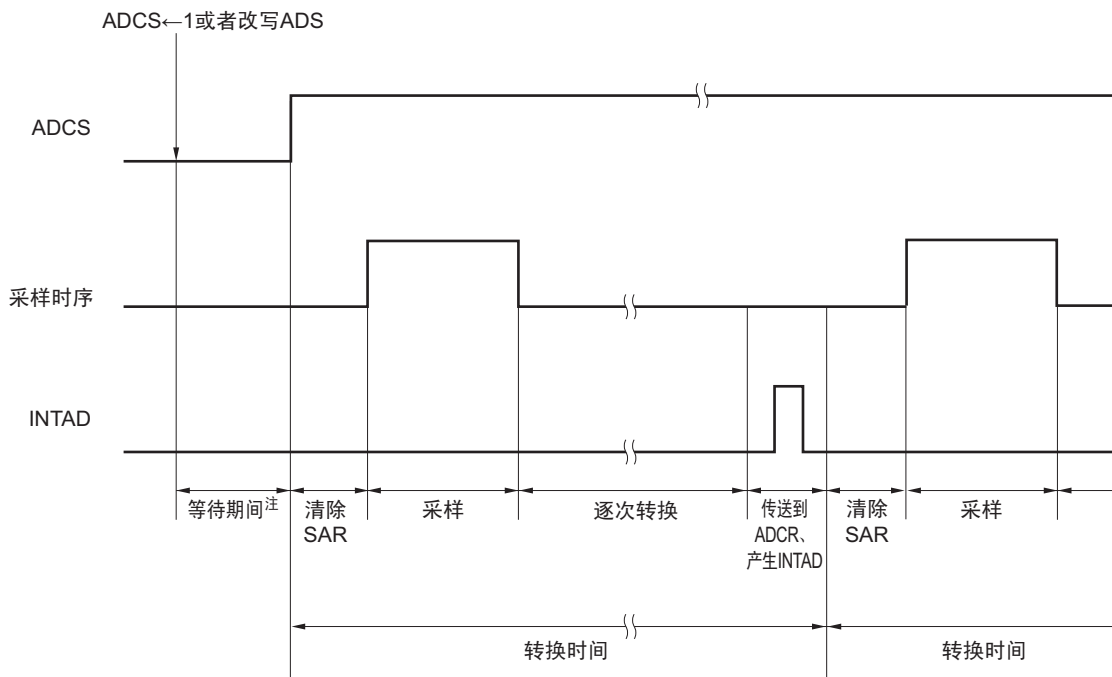 ADCS←1或者改写ADS
ADCS
采样时序
INTAD
等待期间注
清除
SAR
采样
逐次转换
传送到
ADCR、
产生INTAD
清除
SAR
采样
转换时间
转换时间